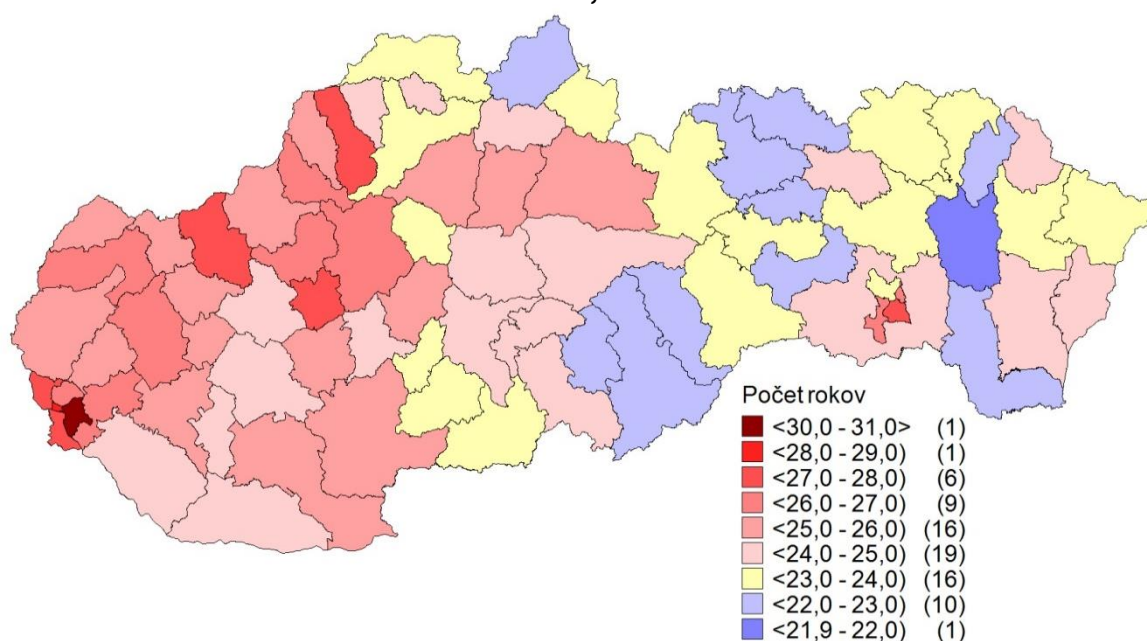 Počet rokov
<30,0 - 31,0> (1)
<28,0 - 29,0) (1)
<27,0 - 28,0) (6)
<26,0 - 27,0) (9)
<25,0 - 26,0) (16)
<24,0 - 25,0) (19)
<23,0 - 24,0) (16)
<22,0 - 23,0) (10)
<21,9 - 22,0) (1)